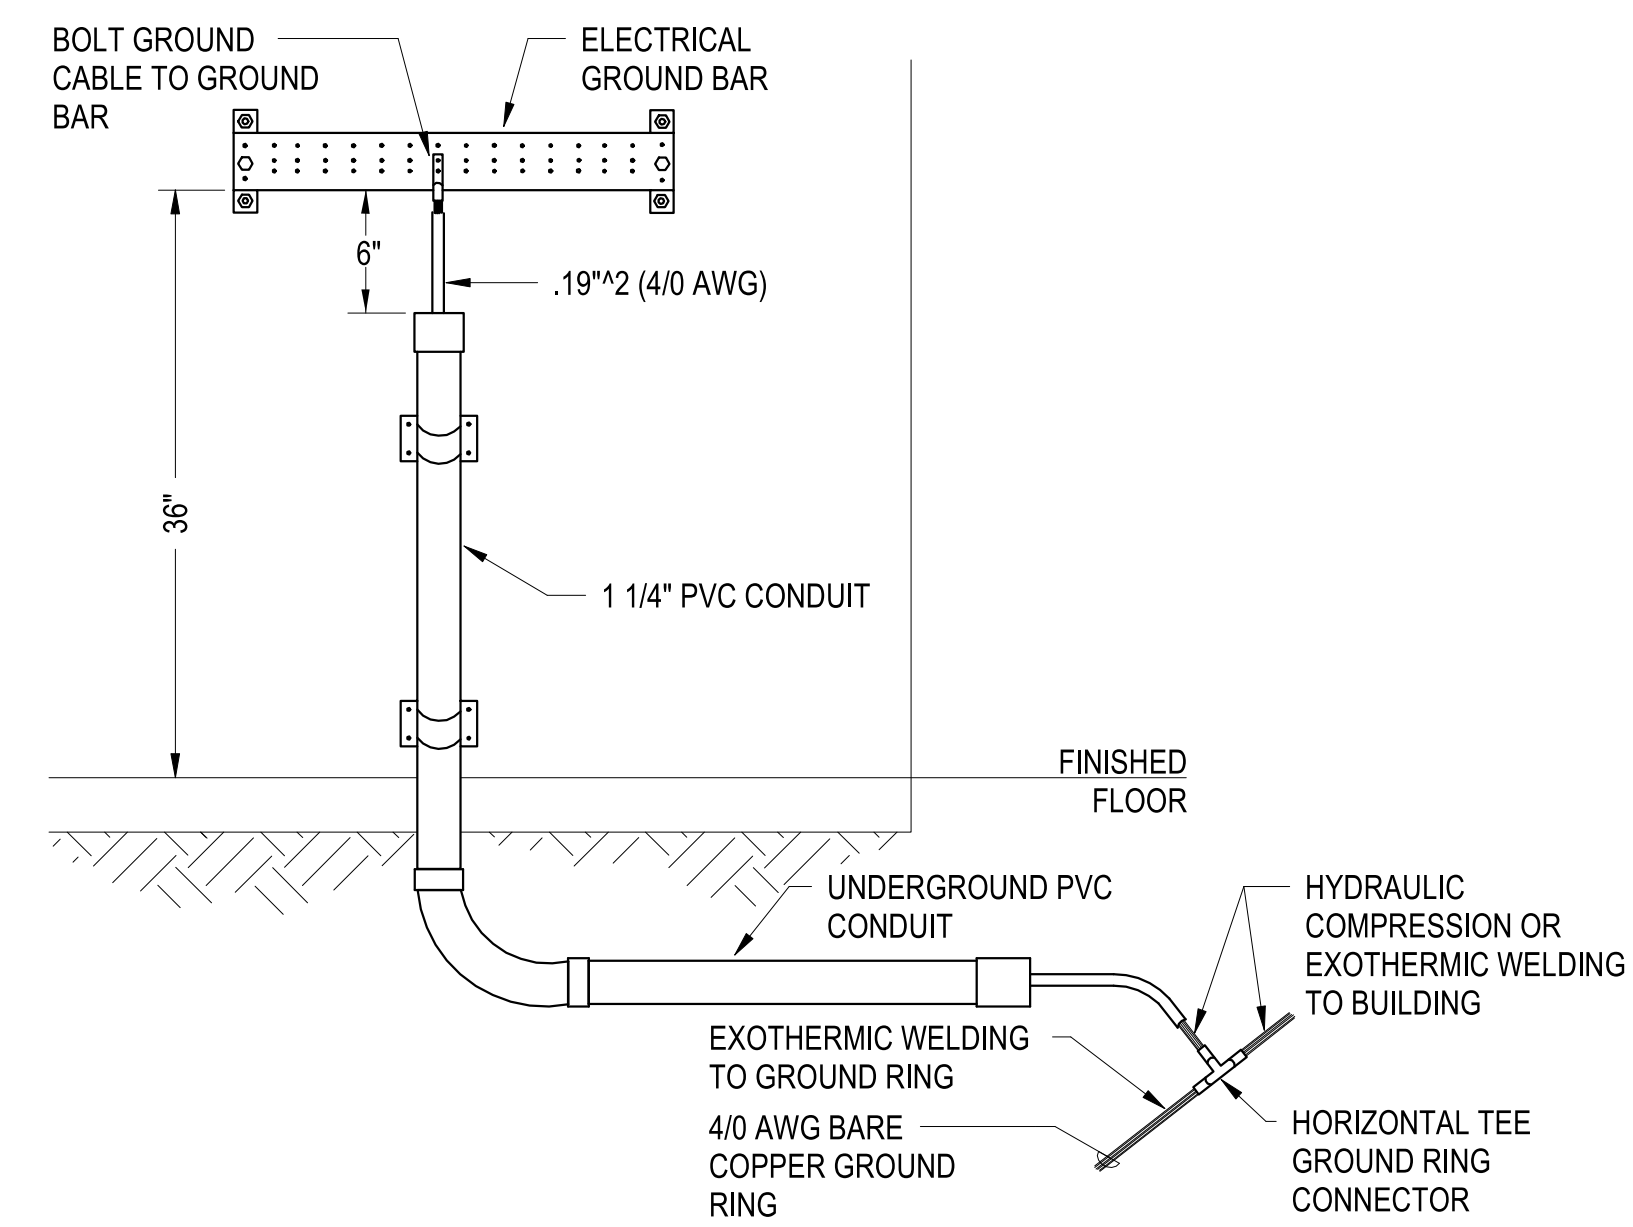 BOLT GROUND
CABLE TO GROUND
BAR
ELECTRICAL
GROUND BAR
6"
.19"^2 (4/0 AWG)
36"
1 1/4" PVC CONDUIT
FINISHED
FLOOR
UNDERGROUND PVC
CONDUIT
HYDRAULIC
COMPRESSION OR
EXOTHERMIC WELDING
TO BUILDING
EXOTHERMIC WELDING
TO GROUND RING
4/0 AWG BARE
COPPER GROUND
RING
HORIZONTAL TEE
GROUND RING
CONNECTOR